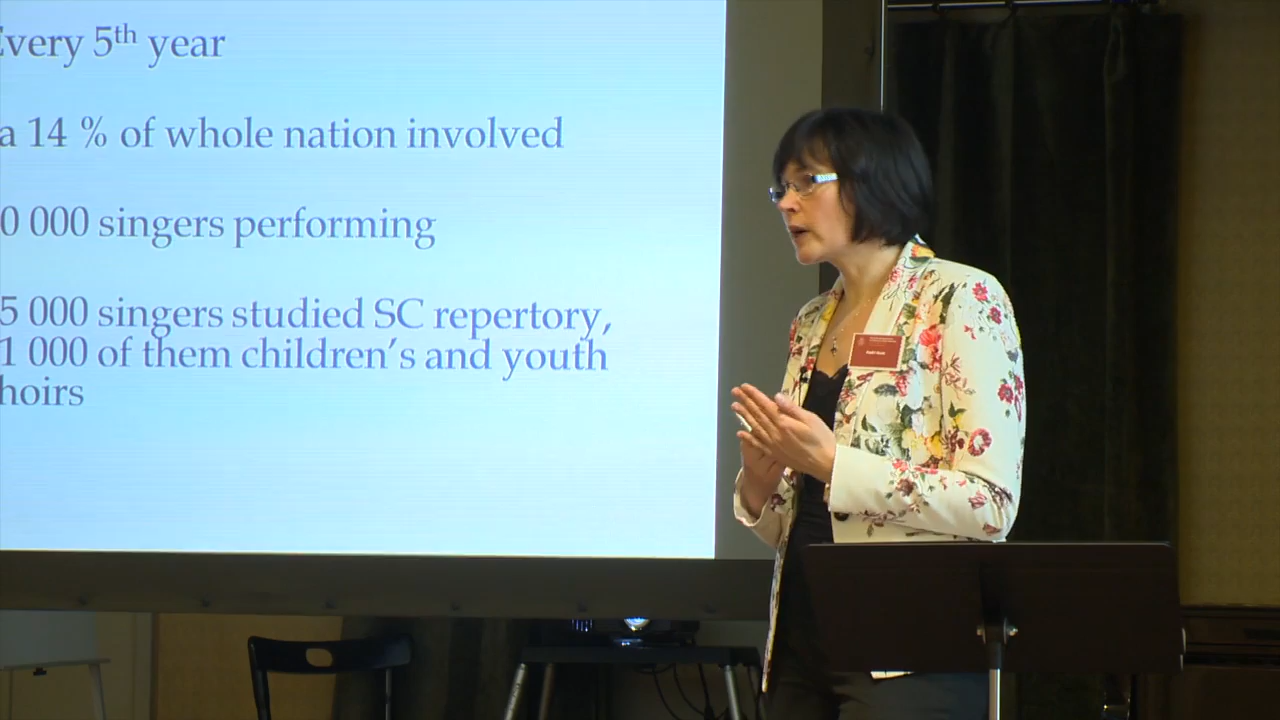 Every 5th year
a 14 % of whole nation involved
0 000 singers performing
5 000 singers studied SC repertory,
1 000 of them children's and youth
hoirs